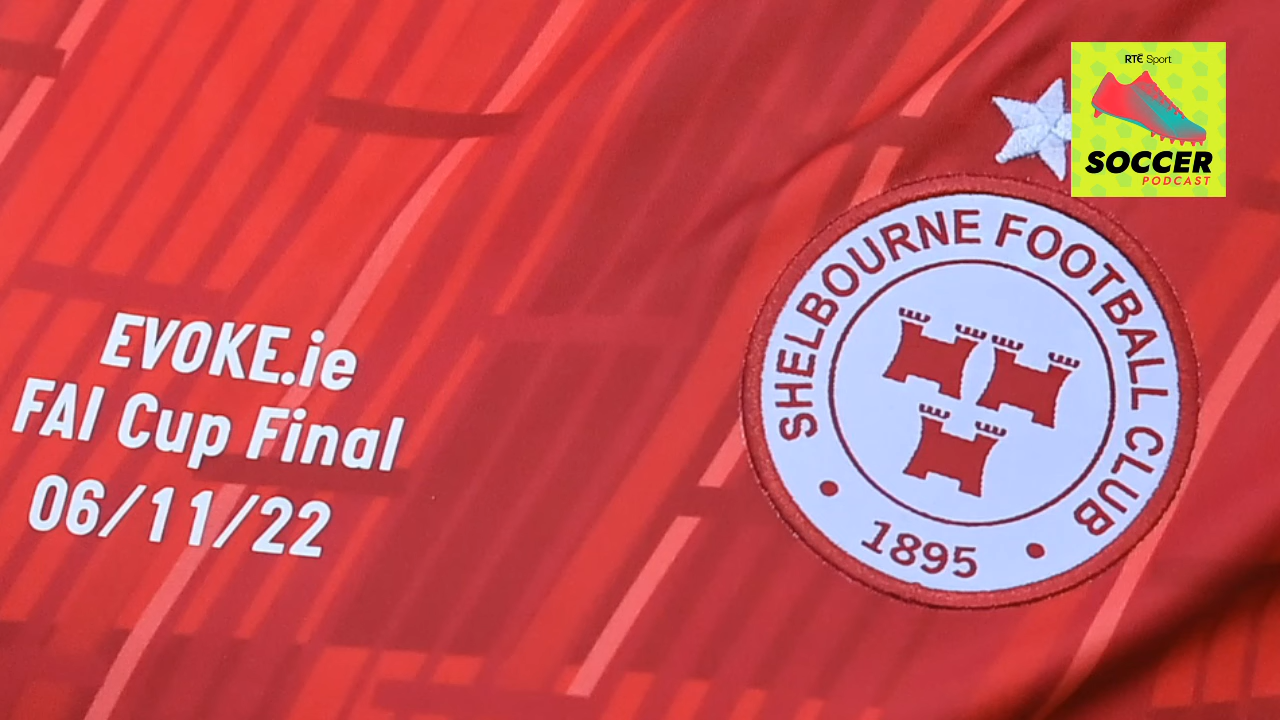 EVOKE.ie
FAI Cup Final
06/11/22
SHELBOURNE FOOTBALL CLUB
1895
RTÉ Sport
SOCCER
PODCAST